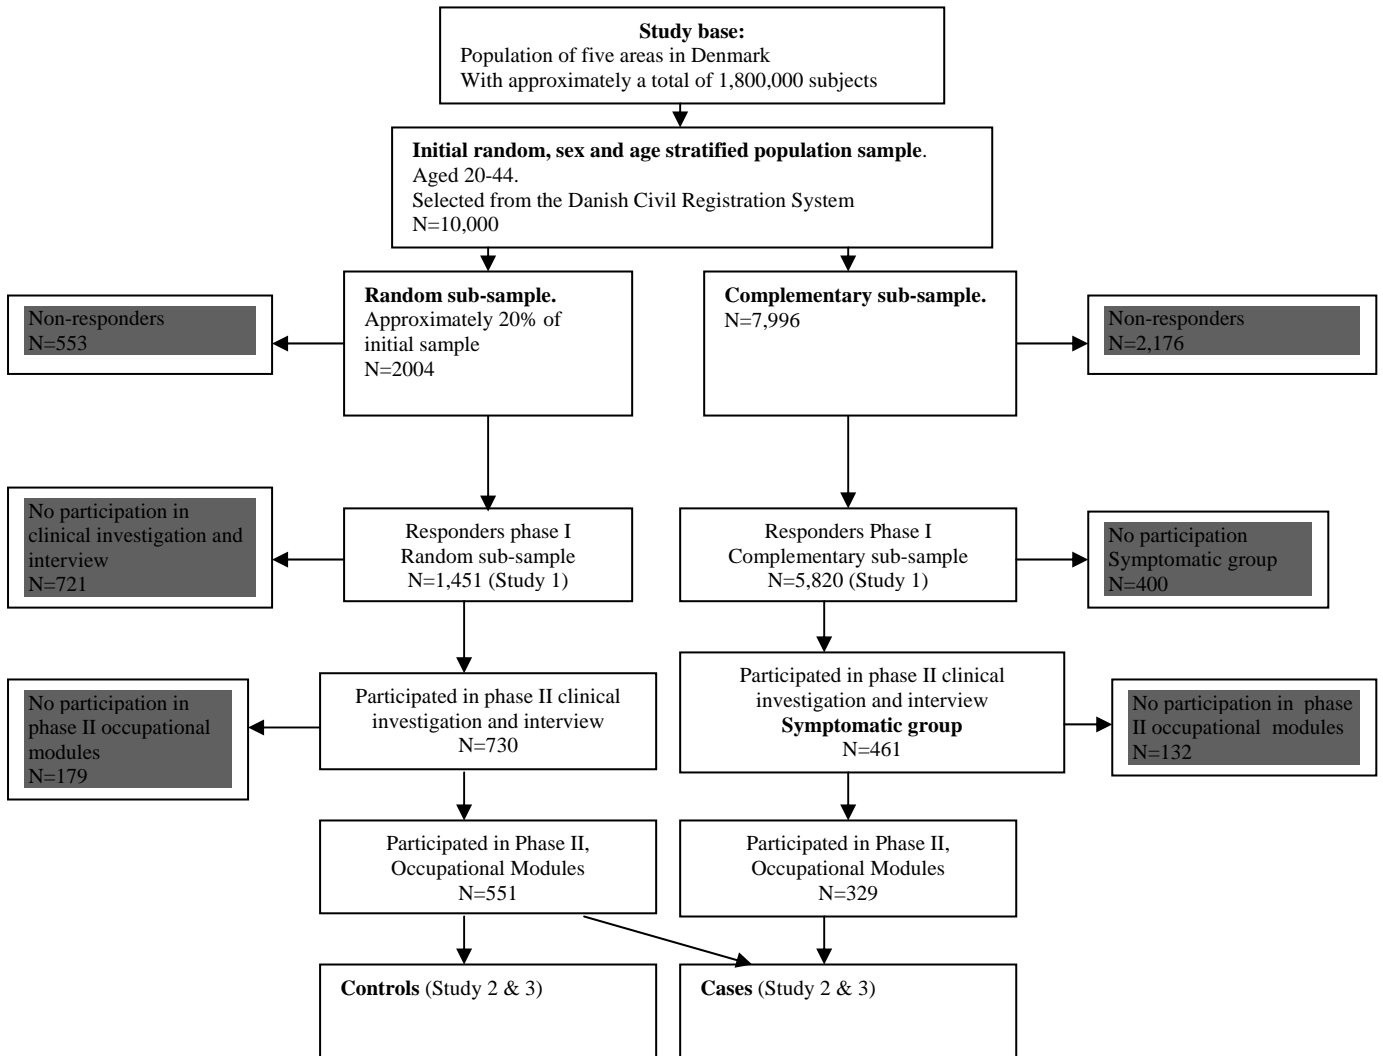 Study base:
Population of five areas in Denmark
With approximately a total of 1,800,000 subjects
Initial random, sex and age stratified population sample.
Aged 20-44.
Selected from the Danish Civil Registration System
N=10,000
Non-responders
N=553
Random sub-sample.
Approximately 20% of
initial sample
N=2004
Complementary sub-sample.
N=7,996
Non-responders
N=2,176
No participation in
clinical investigation and
interview
N=721
Responders phase I
Random sub-sample
N=1,451 (Study 1)
Responders Phase I
Complementary sub-sample
N=5,820 (Study 1)
No participation
Symptomatic group
N=400
No participation in
phase II occupational
modules
N=179
Participated in phase II clinical
investigation and interview
N=730
Participated in phase II clinical
investigation and interview
Symptomatic group
N=461
No participation in  phase
II occupational  modules
N=132
Participated in Phase II,
Occupational Modules
N=551
Participated in Phase II,
Occupational Modules
N=329
Controls (Study 2 & 3)
Cases (Study 2 & 3)